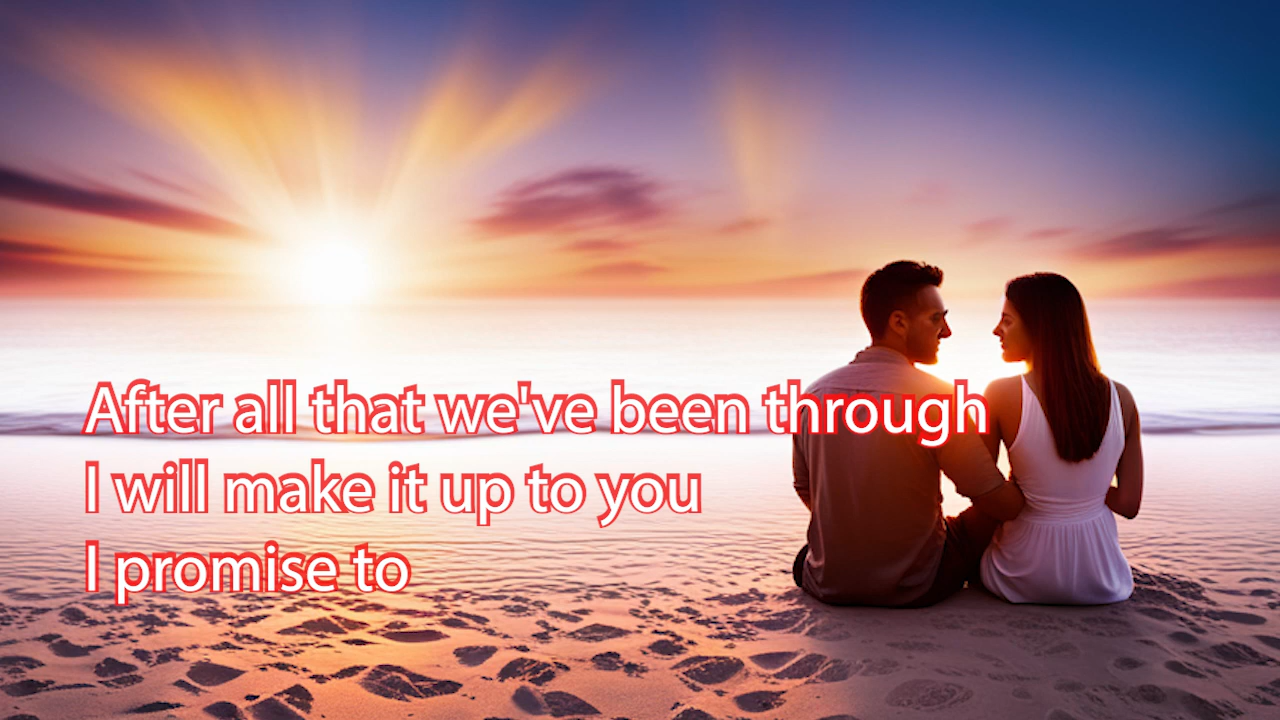 After all that we've been through
I will make it up to you
I promise to